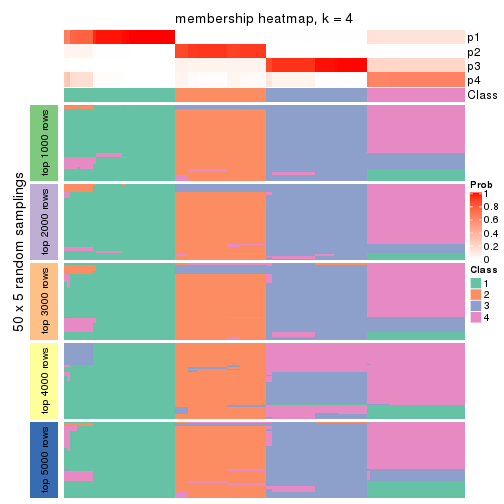 membership heatmap, k = 4
p1
p2
p3
p4
Class
50 x 5 random samplings
top 1000 rows
top 2000 rows
top 3000 rows
top 4000 rows
top 5000 rows
Prob
1
0.8
0.6
0.4
0.2
0
Class
1
2
3
4